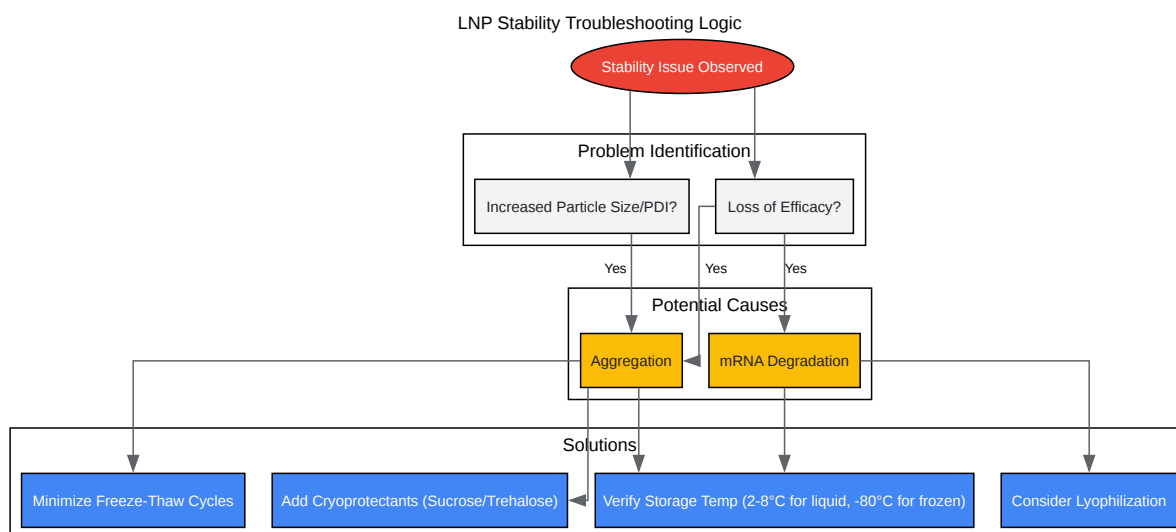 LNP Stability Troubleshooting Logic
Stability Issue Observed
Problem Identification
Increased Particle Size/PDI?
Loss of Efficacy?
Yes
Yes
Yes
Potential Causes
Aggregation
mRNA Degradation
Solutions
Minimize Freeze-Thaw Cycles
Add Cryoprotectants (Sucrose/Trehalose)
Verify Storage Temp (2-8°C for liquid, -80°C for frozen)
Consider Lyophilization